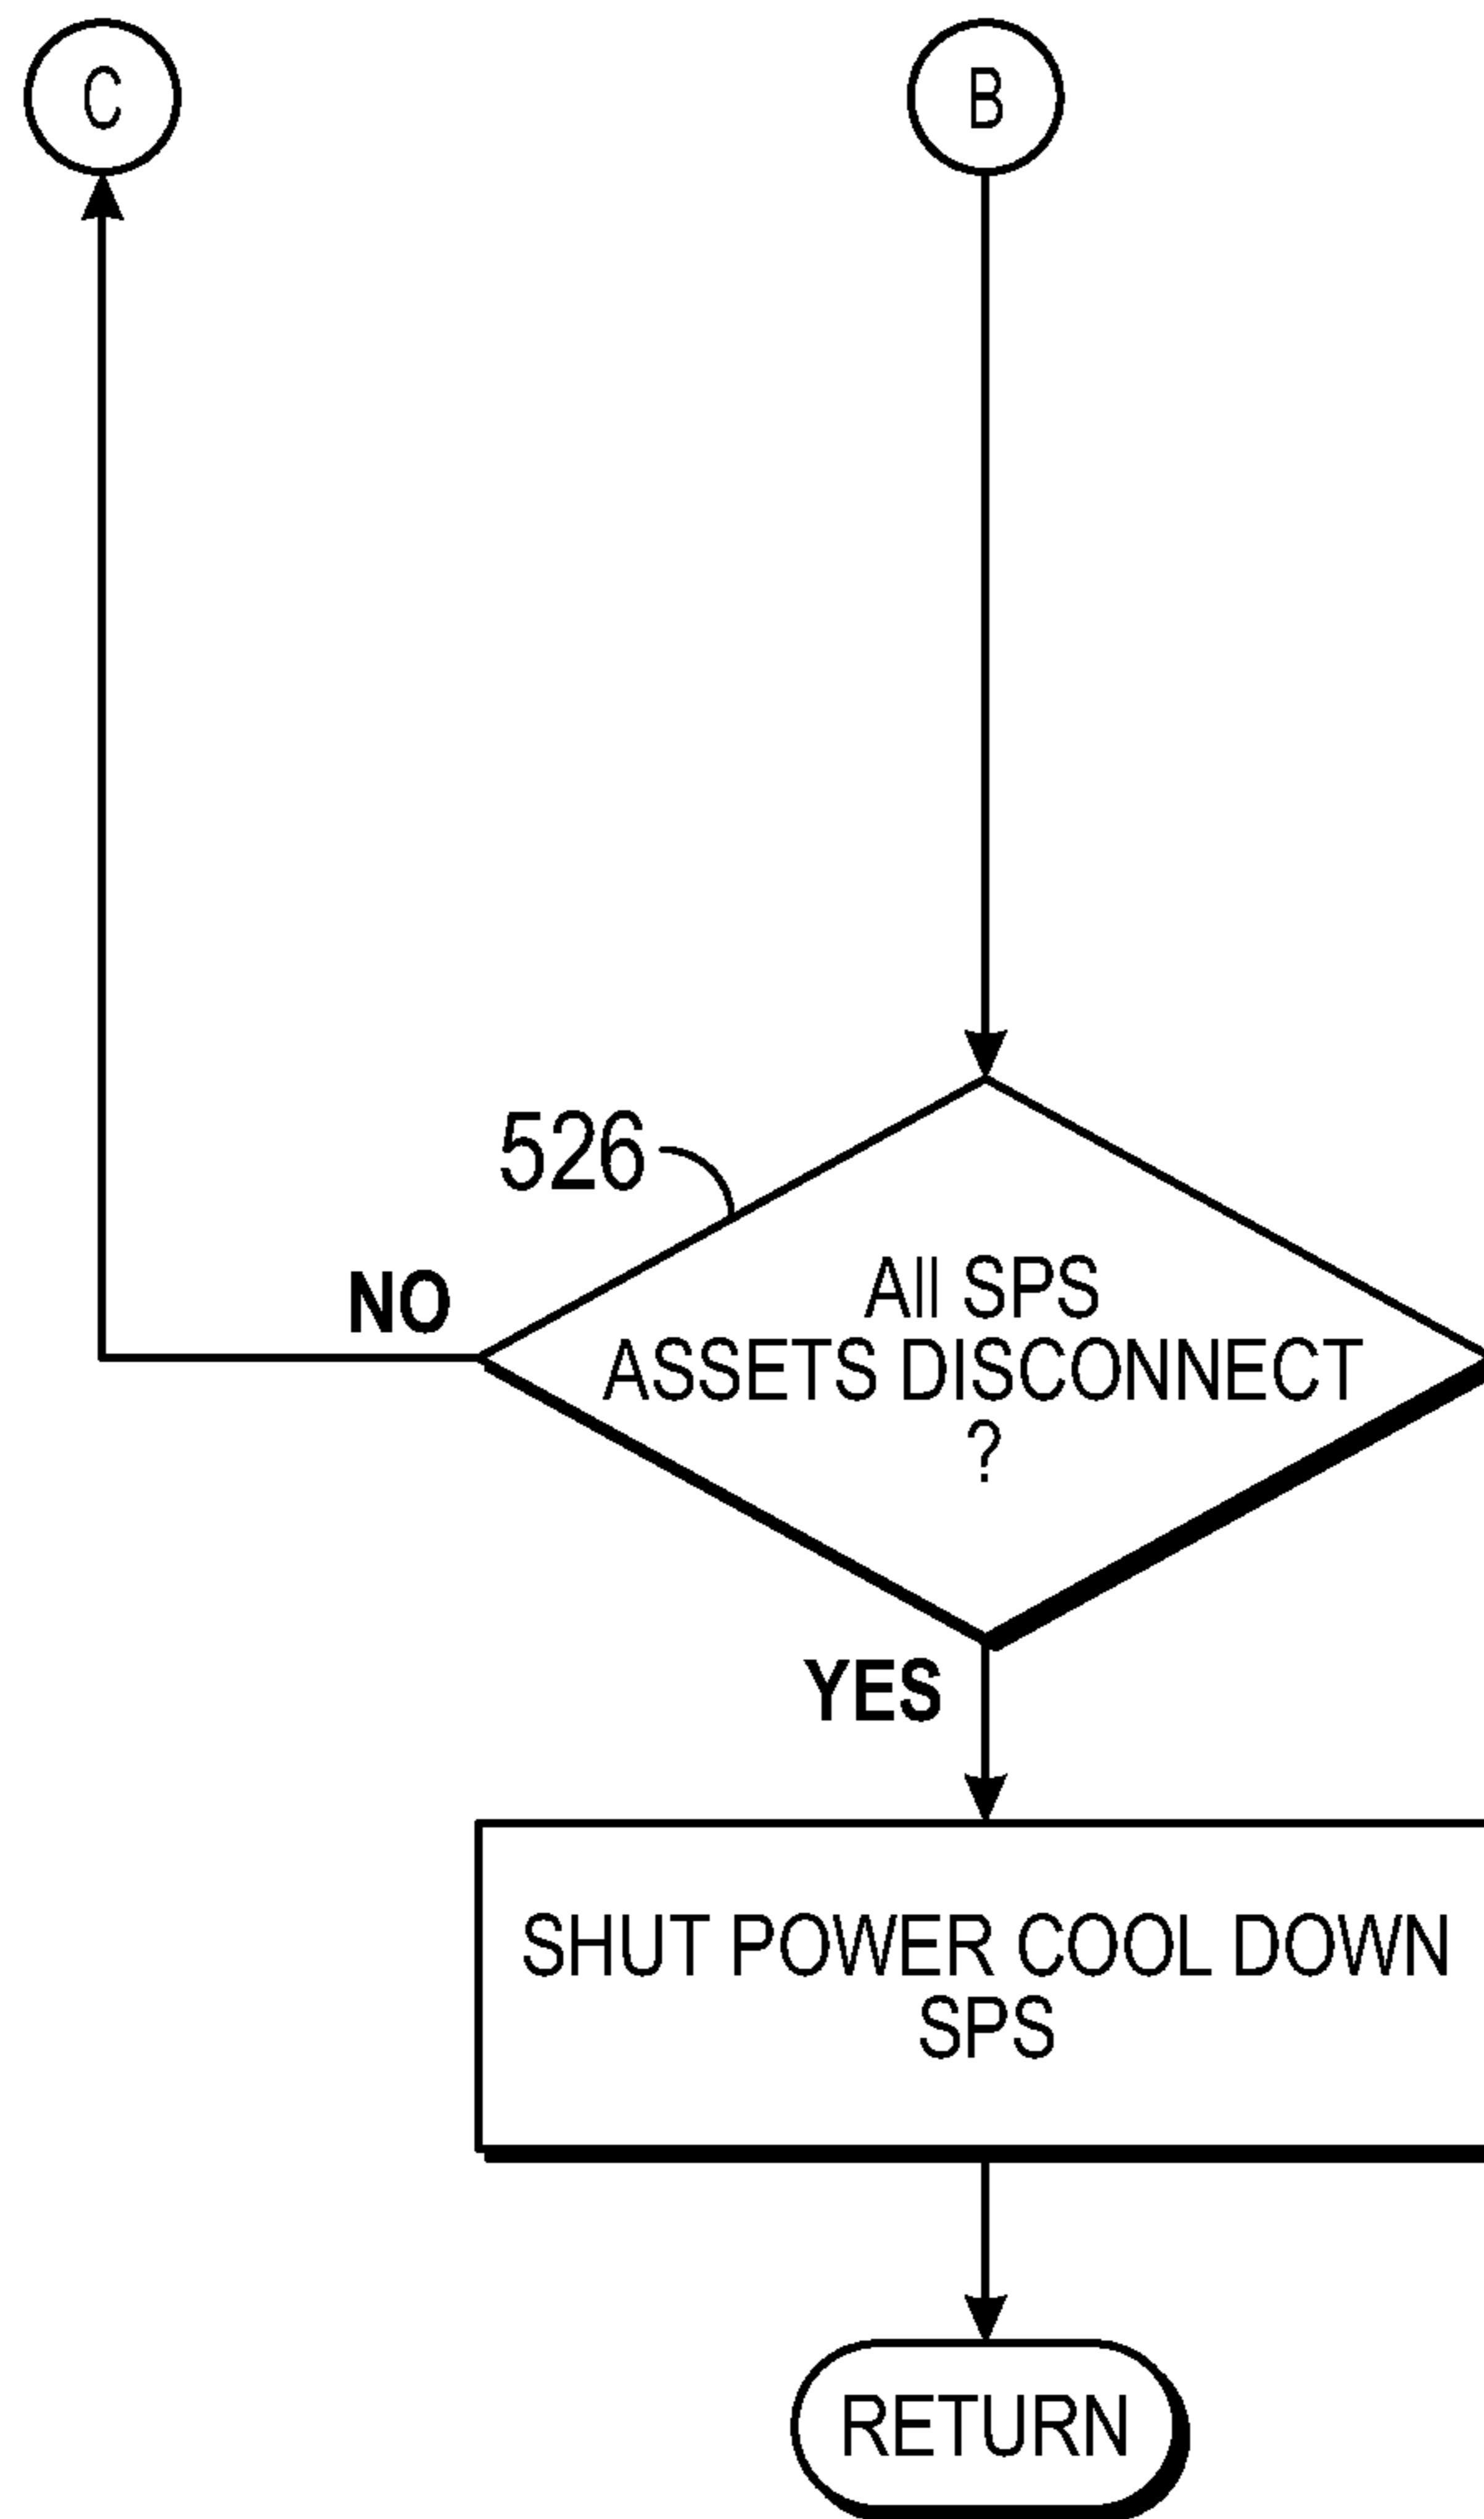 C
B
526
NO
All SPS
ASSETS DISCONNECT
?
YES
SHUT POWER COOL DOWN
SPS
RETURN